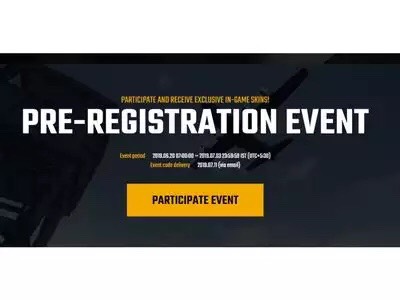 PARTICIPATE AND RECEIVE EXCLUSIVE IN-GAME SKINS!
PRE-REGISTRATION EVENT
Event period 2019.06.20 07:00:00 ~ 2019.07.03 23:59:59 IST (UTC+5:30)
Event code delivery 2019.07.11 (via email)
PARTICIPATE EVENT